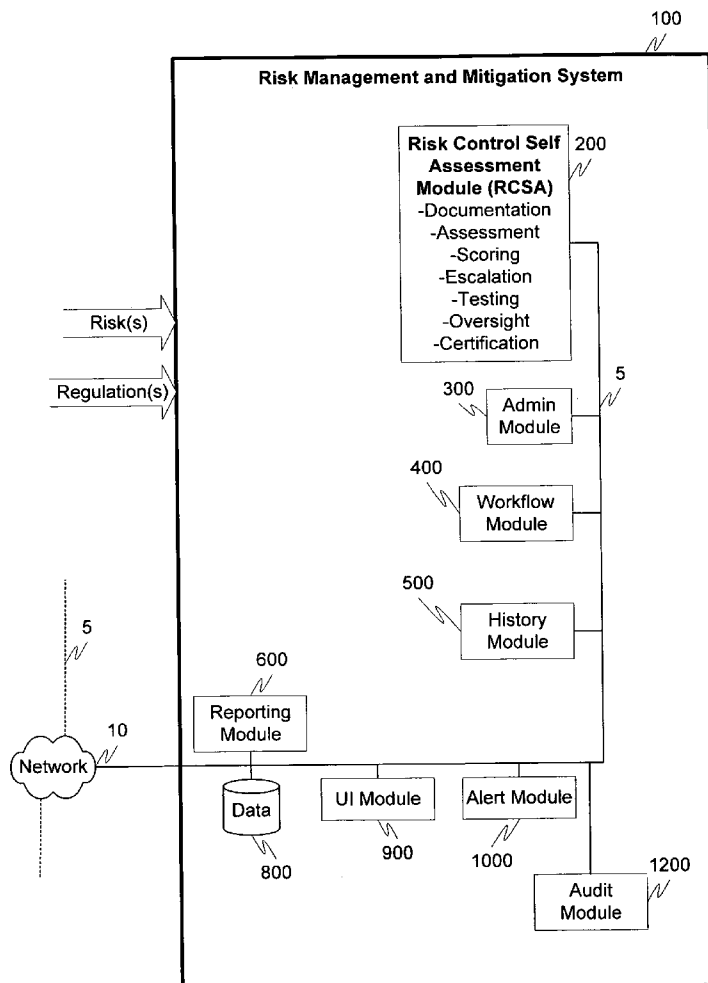 100
Risk Management and Mitigation System
Risk Control Self
Assessment
Module (RCSA)
-Documentation
-Assessment
-Scoring
-Escalation
-Testing
-Oversight
-Certification
200
Risk(s)
Regulation(s)
300
Admin
Module
5
400
Workflow
Module
500
History
Module
5
600
Reporting
Module
10
Network
Data
800
UI Module
900
Alert Module
1000
1200
Audit
Module